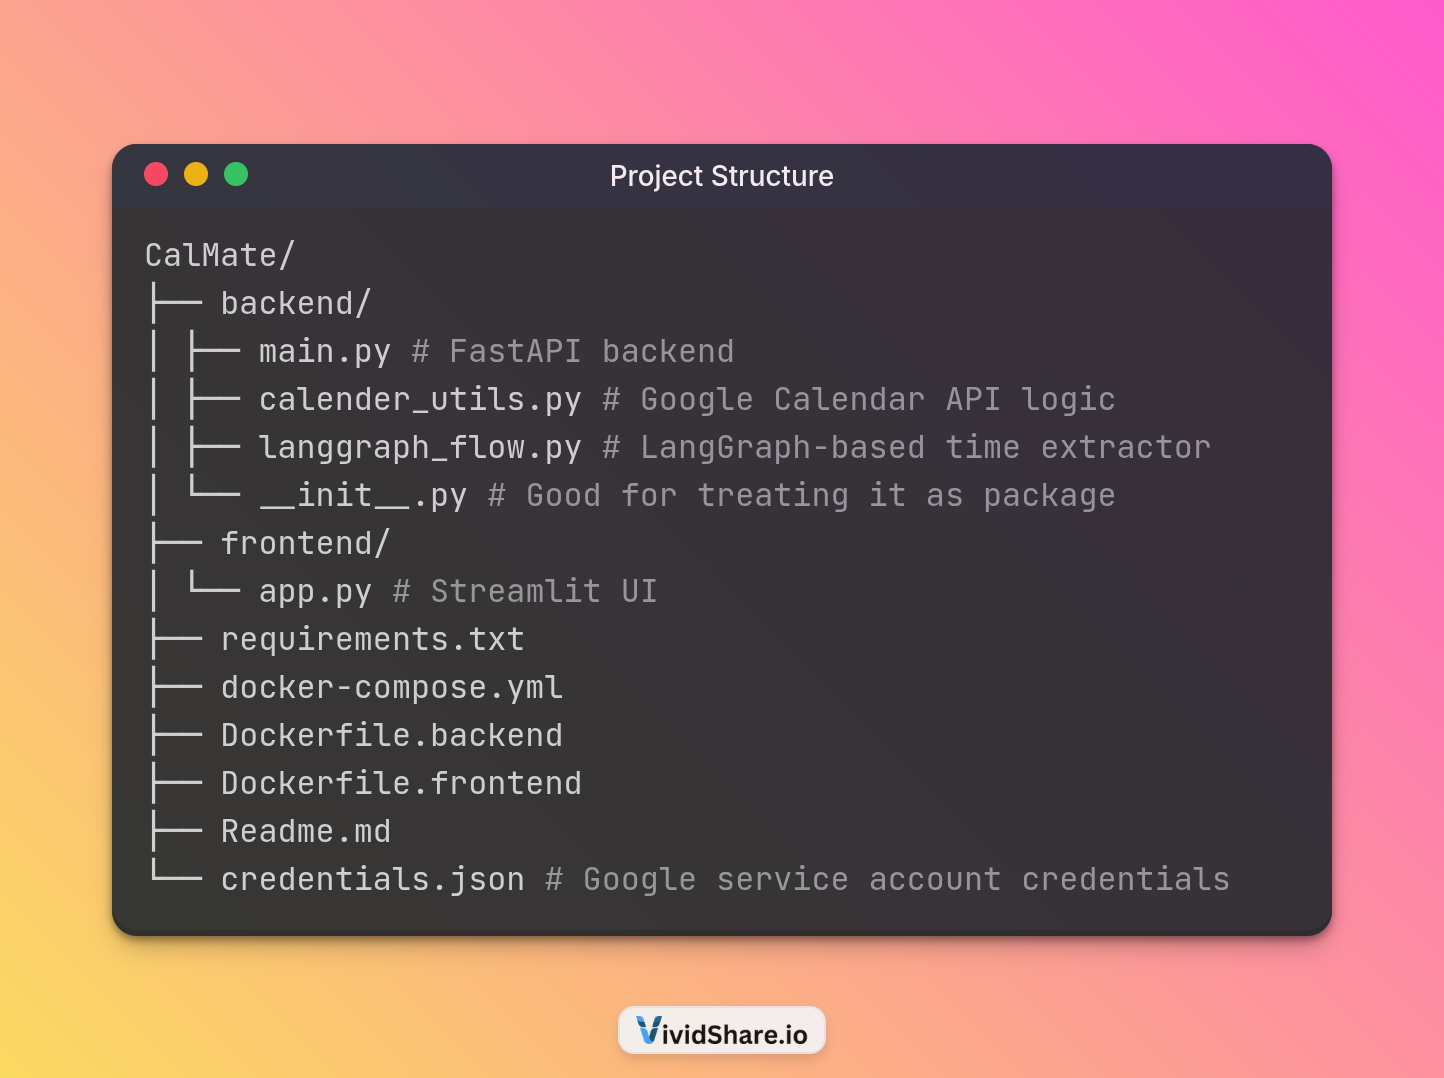 Project Structure
CalMate/
├── backend/
│ ├── main.py # FastAPI backend
│ ├── calender_utils.py # Google Calendar API logic
│ ├── langgraph_flow.py # LangGraph-based time extractor
│ └── __init__.py # Good for treating it as package
├── frontend/
│ └── app.py # Streamlit UI
├── requirements.txt
├── docker-compose.yml
├── Dockerfile.backend
├── Dockerfile.frontend
├── Readme.md
└── credentials.json # Google service account credentials
VividShare.io